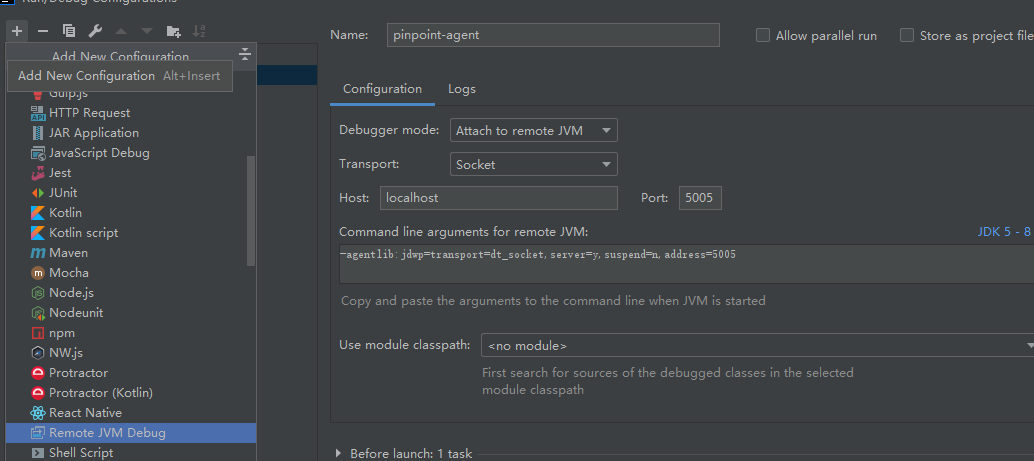 Run/Debug Configurations
Add New Configuration
Add New Configuration Alt+Insert
Gulp.js
HTTP Request
JAR Application
JavaScript Debug
Jest
JUnit
Kotlin
Kotlin script
Maven
Mocha
Node.js
Nodeunit
npm
NW.js
Protractor
Protractor (Kotlin)
React Native
Remote JVM Debug
Shell Script
Name: pinpoint-agent
Allow parallel run
Store as project file
Configuration Logs
Debugger mode: Attach to remote JVM
Transport: Socket
Host: localhost Port: 5005
Command line arguments for remote JVM: JDK 5 - 8
-agentlib:jdwp=transport=dt_socket,server=y,suspend=n,address=5005
Copy and paste the arguments to the command line when JVM is started
Use module classpath: <no module>
First search for sources of the debugged classes in the selected
module classpath
Before launch: 1 task